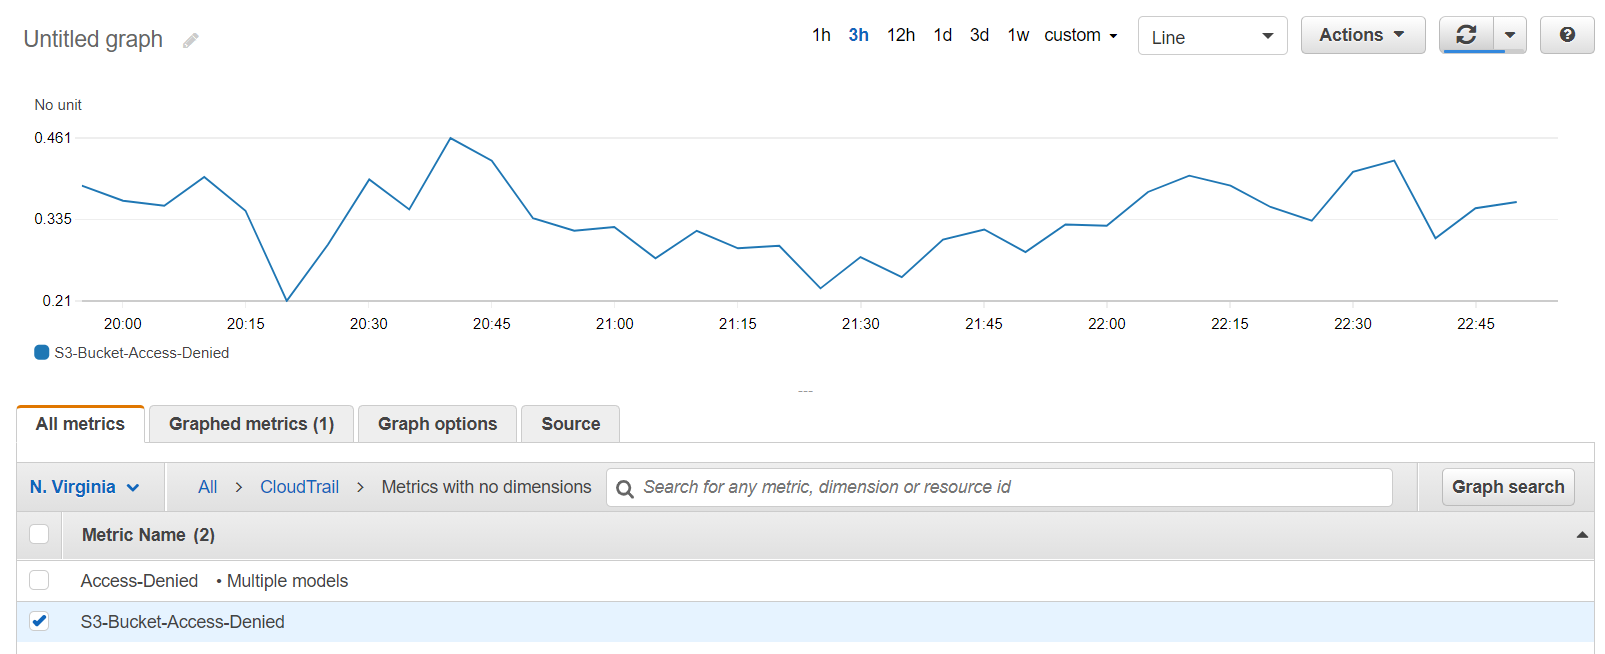 Untitled graph
1h 3h 12h 1d 3d 1w custom Line Actions
No unit
0.461
0.335
0.21
20:00 20:15 20:30 20:45 21:00 21:15 21:30 21:45 22:00 22:15 22:30 22:45
S3-Bucket-Access-Denied
All metrics Graphed metrics (1) Graph options Source
N. Virginia All > CloudTrail > Metrics with no dimensions Search for any metric, dimension or resource id Graph search
Metric Name (2)
Access-Denied • Multiple models
S3-Bucket-Access-Denied